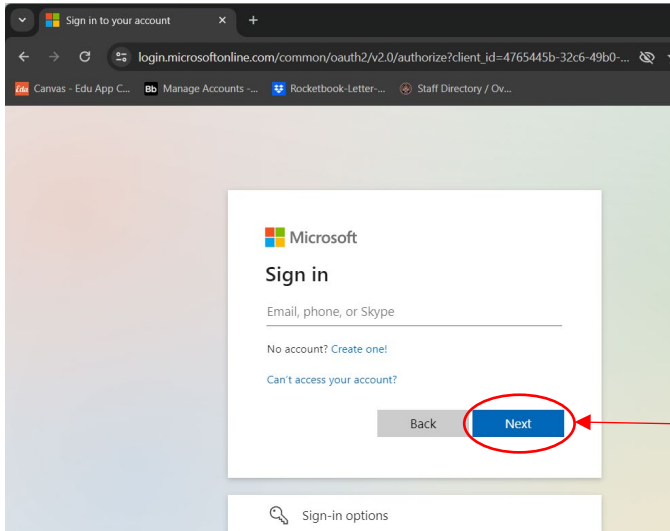 Sign in to your account
login.microsoftonline.com/common/oauth2/v2.0/authorize?client_id=4765445b-32c6-49b0-...
Edu Canvas - Edu App C... Bb Manage Accounts -... Rocketbook-Letter-... Staff Directory / Ov...
Microsoft
Sign in
Email, phone, or Skype
No account? Create one!
Can't access your account?
Back Next
Sign-in options